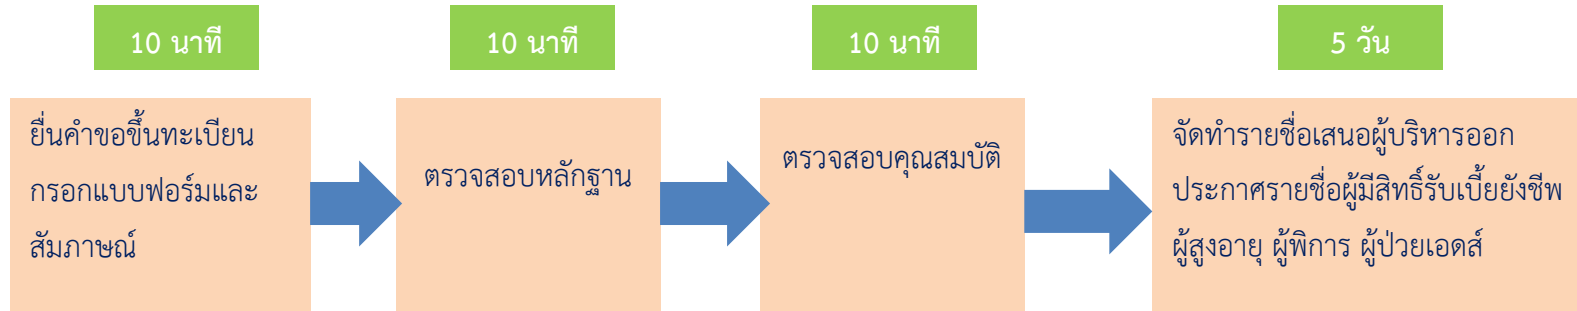 10 นาที
10 นาที
10 นาที
5 วัน
ยื่นคำขอขึ้นทะเบียน
กรอกแบบฟอร์มและ
สัมภาษณ์
ตรวจสอบหลักฐาน
ตรวจสอบคุณสมบัติ
จัดทำรายชื่อเสนอผู้บริหารออก
ประกาศรายชื่อผู้มีสิทธิ์รับเบี้ยยังชีพ
ผู้สูงอายุ ผู้พิการ ผู้ป่วยเอดส์